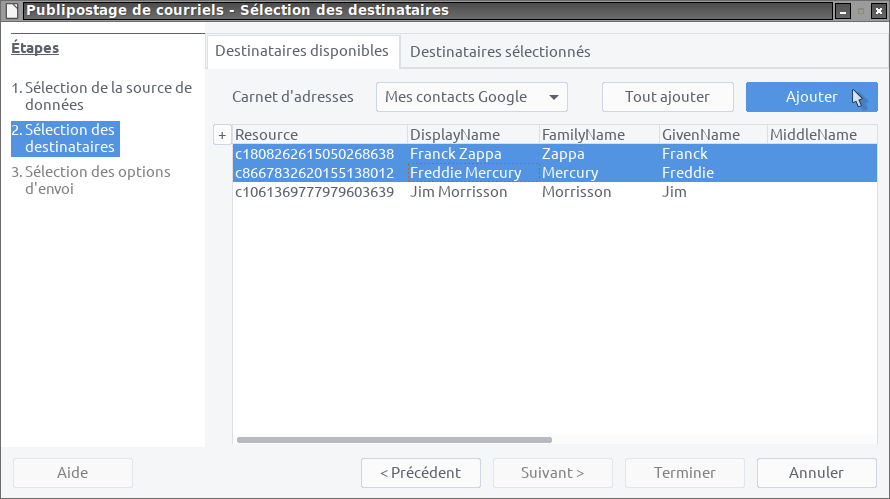 Publipostage de courriels - Sélection des destinataires
Étapes
1. Sélection de la source de
données
2. Sélection des
destinataires
3. Sélection des options
d'envoi
Destinataires disponibles Destinataires sélectionnés
Carnet d'adresses Mes contacts Google Tout ajouter Ajouter
+ Resource DisplayName FamilyName GivenName MiddleName
c1808262615050268638 Franck Zappa Zappa Franck
c8667832620155138012 Freddie Mercury Mercury Freddie
c1061369777979603639 Jim Morrisson Morrisson Jim
Aide < Précédent Suivant > Terminer Annuler